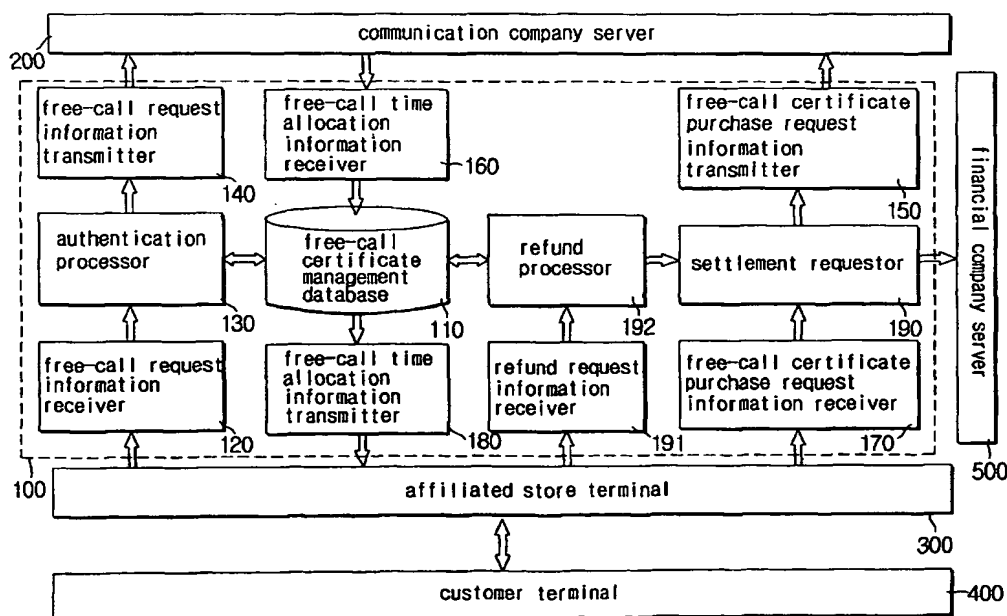 communication company server
200
free-call request
information
transmitter
140
free-call time
allocation
information
receiver
160
free-call certificate
purchase request
information
transmitter
150
financial company server
500
authentication
processor
130
free-call
certificate
management
database
110
refund
processor
192
settlement requestor
190
free-call request
information
receiver
120
free-call time
allocation
information
transmitter
180
refund request
information
receiver
191
free-call certificate
purchase request
information receiver
170
100
affiliated store terminal
300
customer terminal
400